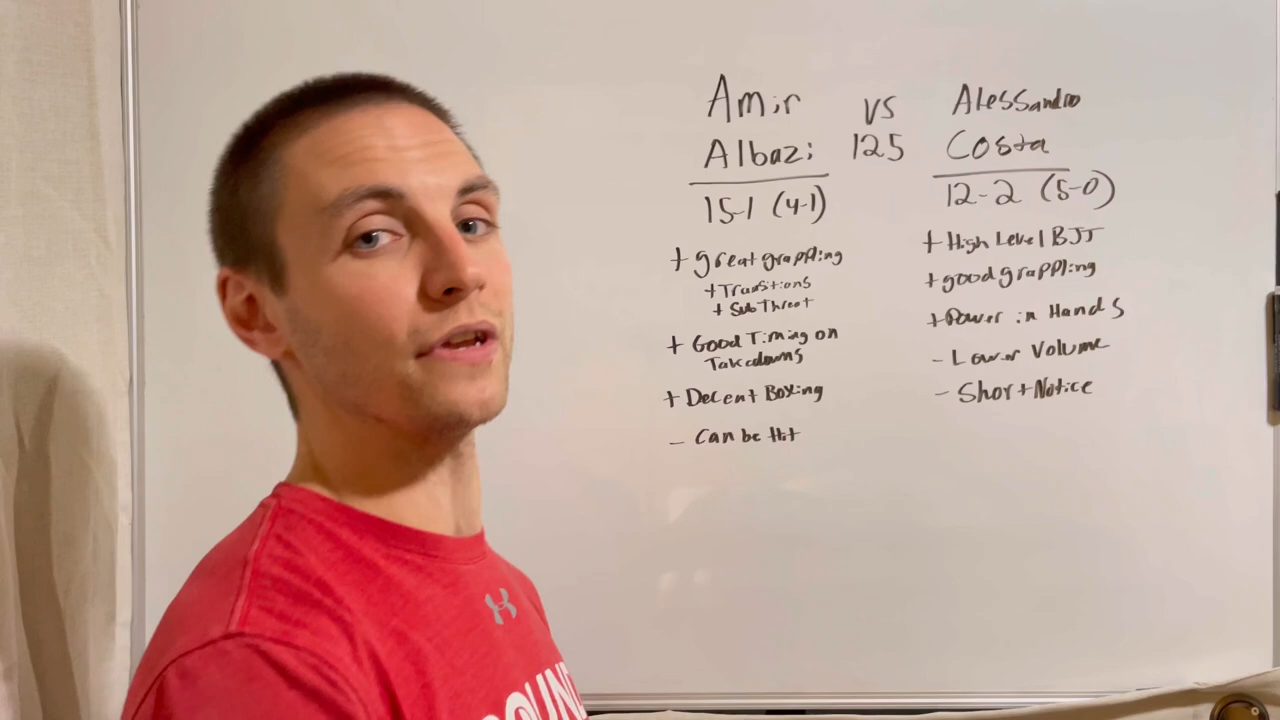 Amir
Albazi
15-1 (4-1)
+ great grappling
+ Transitions
+ Sub Threat
+ Good Timing on
Takedowns
+ Decent Boxing
- Can be Hit
VS
125
Alessandro
Costa
12-2 (5-0)
+ High Level BJJ
+ good grappling
+ Power in Hands
- Lower Volume
- Short Notice